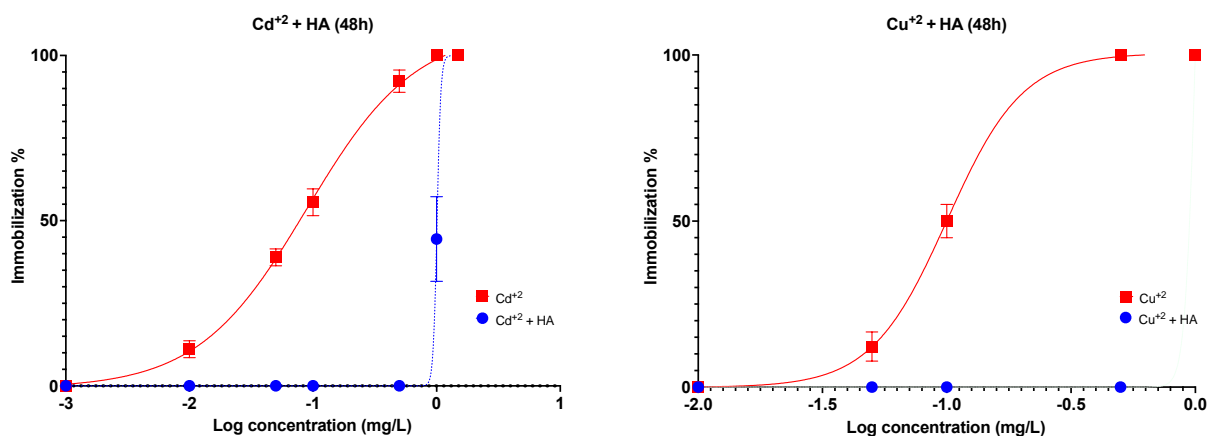 Cd⁺² + HA (48h)
Immobilization %
100
50
0
-3
-2
-1
0
1
Log concentration (mg/L)
Cd⁺²
Cd⁺² + HA
Cu⁺² + HA (48h)
Immobilization %
100
50
0
-2.0
-1.5
-1.0
-0.5
0.0
Log concentration (mg/L)
Cu⁺²
Cu⁺² + HA